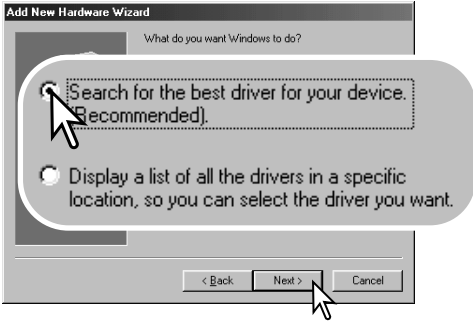 Add New Hardware Wizard
What do you want Windows to do?
Search for the best driver for your device.
(Recommended).
Display a list of all the drivers in a specific
location, so you can select the driver you want.
< Back Next > Cancel